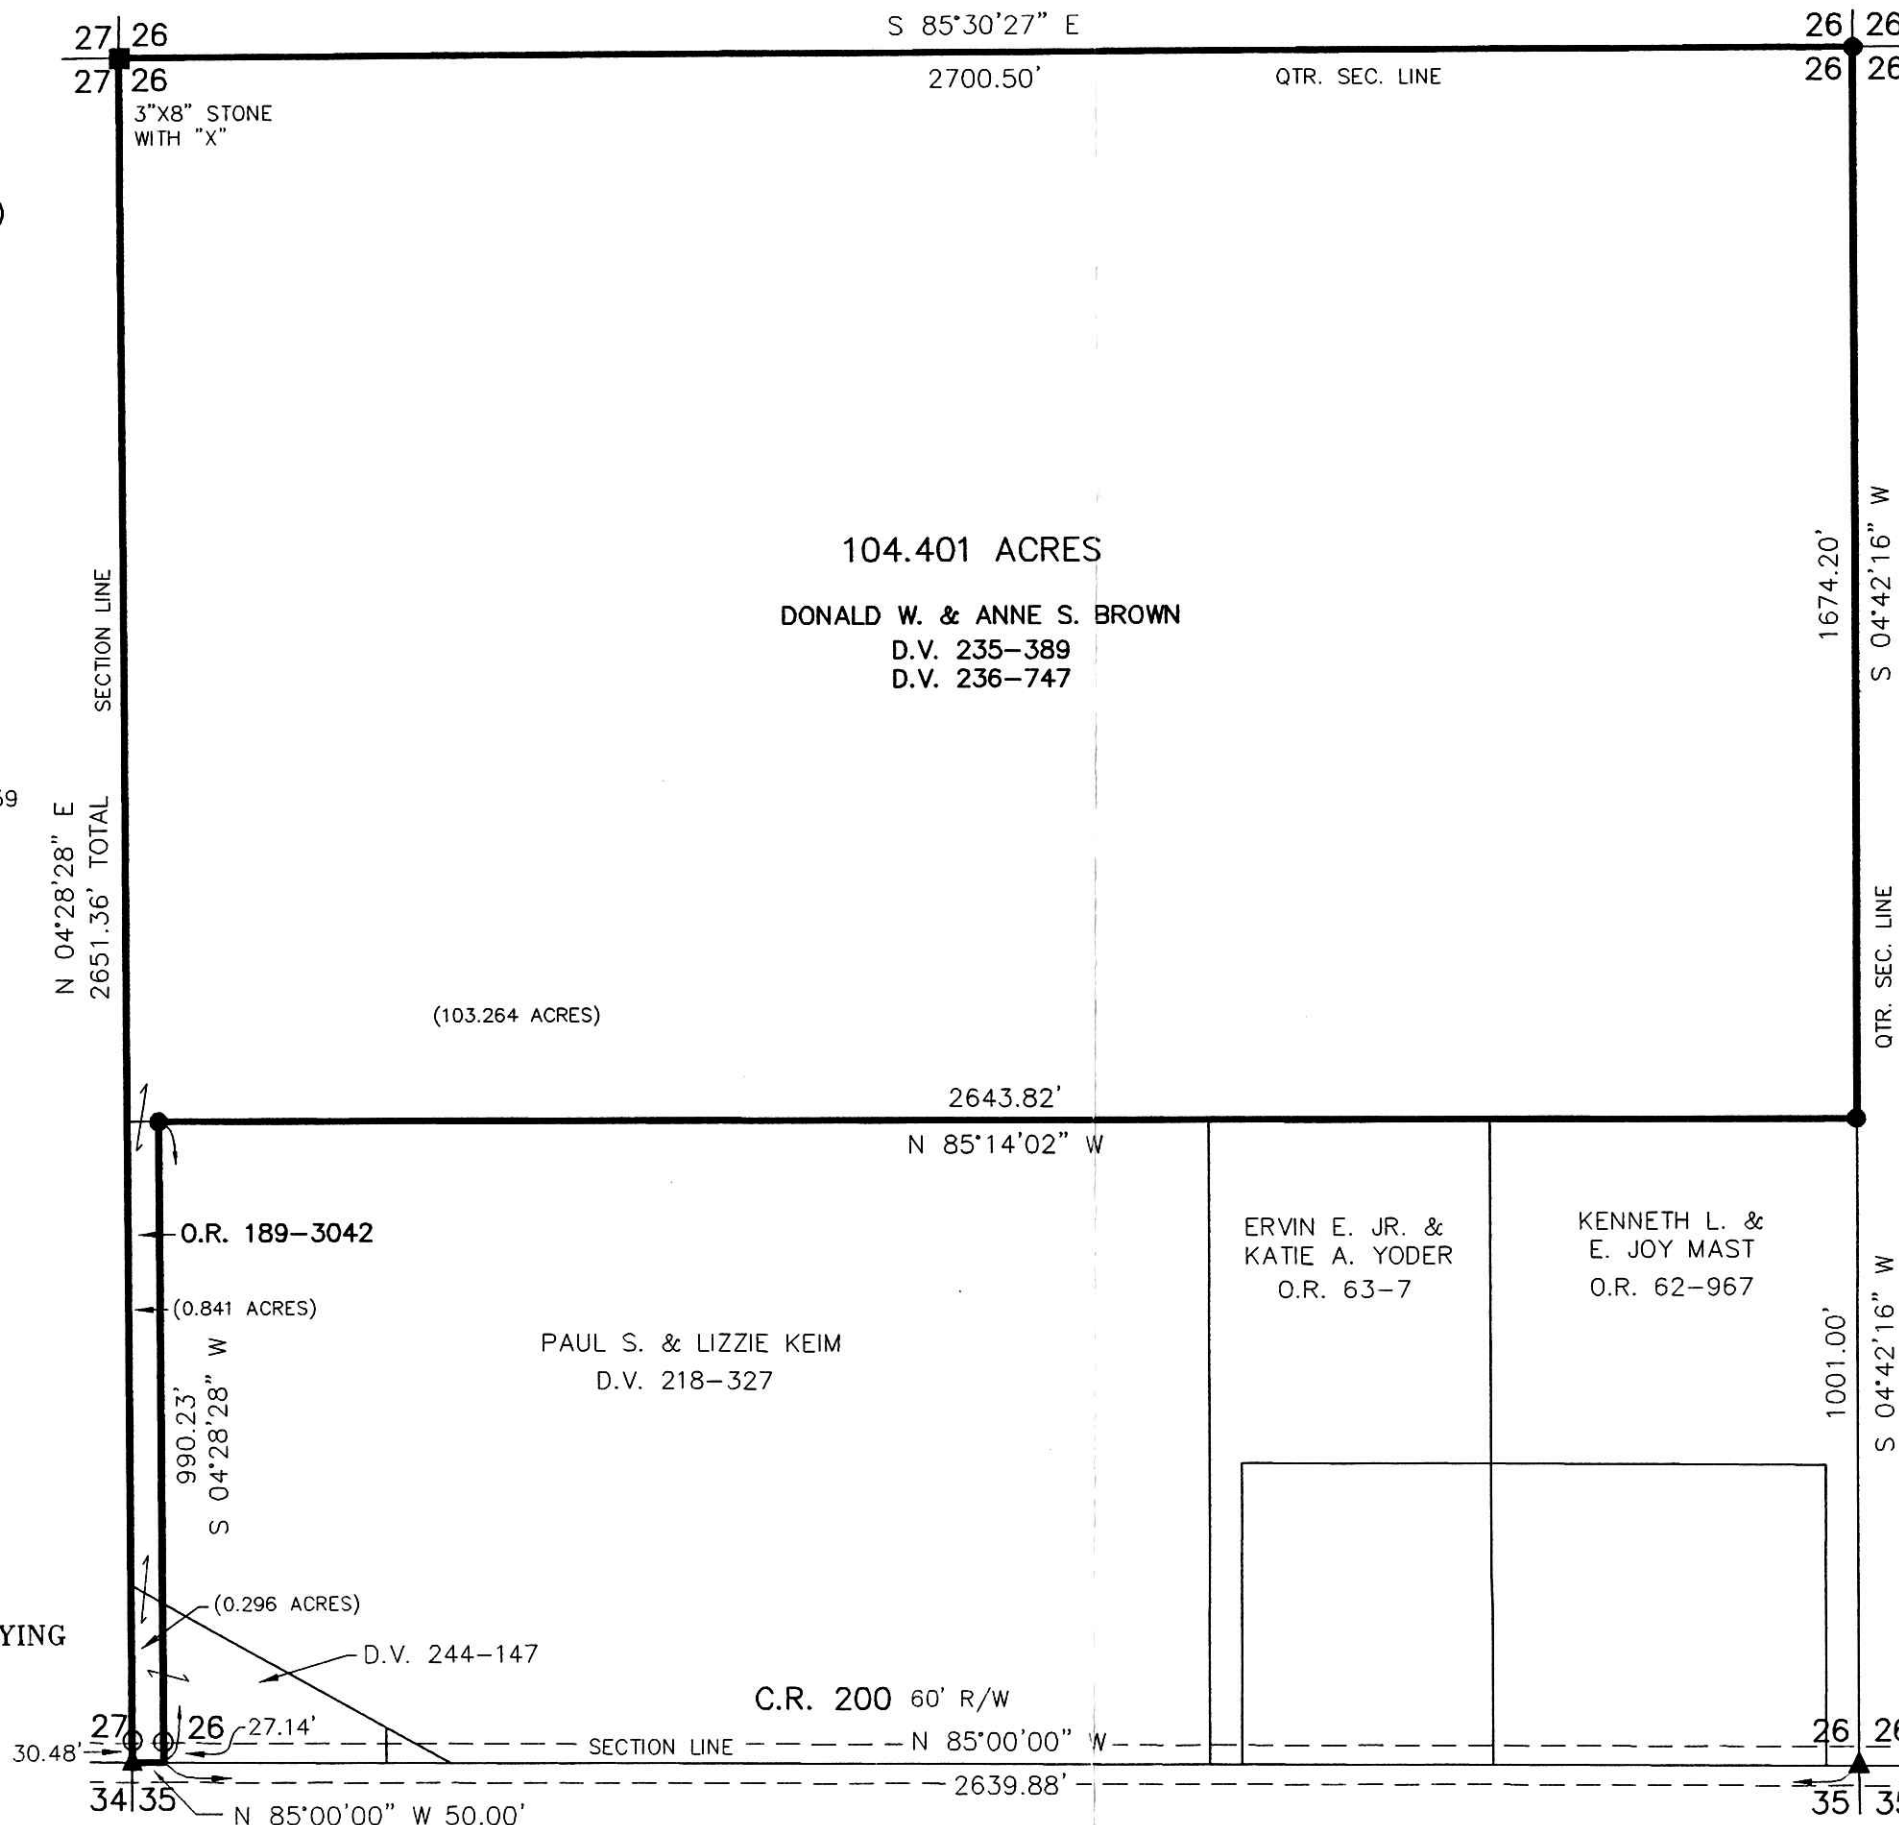 S 85°30'27" E
27 26
26 26
27 26
2700.50'
QTR. SEC. LINE
26 26
3"X8" STONE
WITH "X"
)
104.401 ACRES
DONALD W. & ANNE S. BROWN
D.V. 235-389
D.V. 236-747
1674.20'
S 04°42'16" W
SECTION LINE
N 04°28'28" E
2651.36' TOTAL
QTR. SEC. LINE
(103.264 ACRES)
2643.82'
N 85°14'02" W
O.R. 189-3042
(0.841 ACRES)
990.23'
S 04°28'28" W
PAUL S. & LIZZIE KEIM
D.V. 218-327
ERVIN E. JR. &
KATIE A. YODER
O.R. 63-7
KENNETH L. &
E. JOY MAST
O.R. 62-967
1001.00'
S 04°42'16" W
(0.296 ACRES)
YING
D.V. 244-147
C.R. 200 60' R/W
27 26
27.14'
30.48'
SECTION LINE
N 85°00'00" W
26 26
2639.88'
34 35
35 35
N 85°00'00" W 50.00'